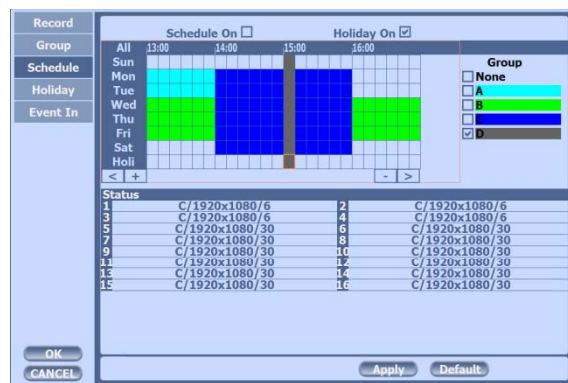 Record
Group
Schedule
Holiday
Event In
Schedule On
Holiday On
All 13:00 14:00 15:00 16:00
Sun
Mon
Tue
Wed
Thu
Fri
Sat
Holi
< + - >
Group
None
A
B
C
D
Status
1 C/1920x1080/6 2 C/1920x1080/6
3 C/1920x1080/6 4 C/1920x1080/6
5 C/1920x1080/30 6 C/1920x1080/30
7 C/1920x1080/30 8 C/1920x1080/30
9 C/1920x1080/30 10 C/1920x1080/30
11 C/1920x1080/30 12 C/1920x1080/30
13 C/1920x1080/30 14 C/1920x1080/30
15 C/1920x1080/30 16 C/1920x1080/30
OK
CANCEL
Apply
Default